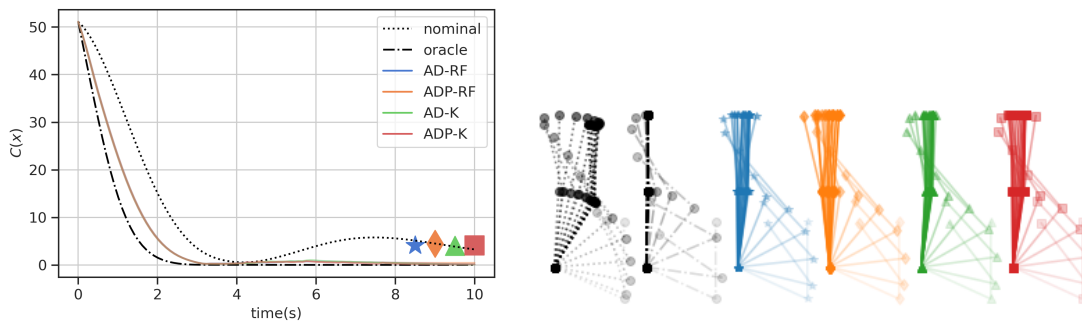 50
40
30
20
10
0
C(x)
0 2 4 6 8 10
time(s)
nominal
oracle
AD-RF
ADP-RF
AD-K
ADP-K